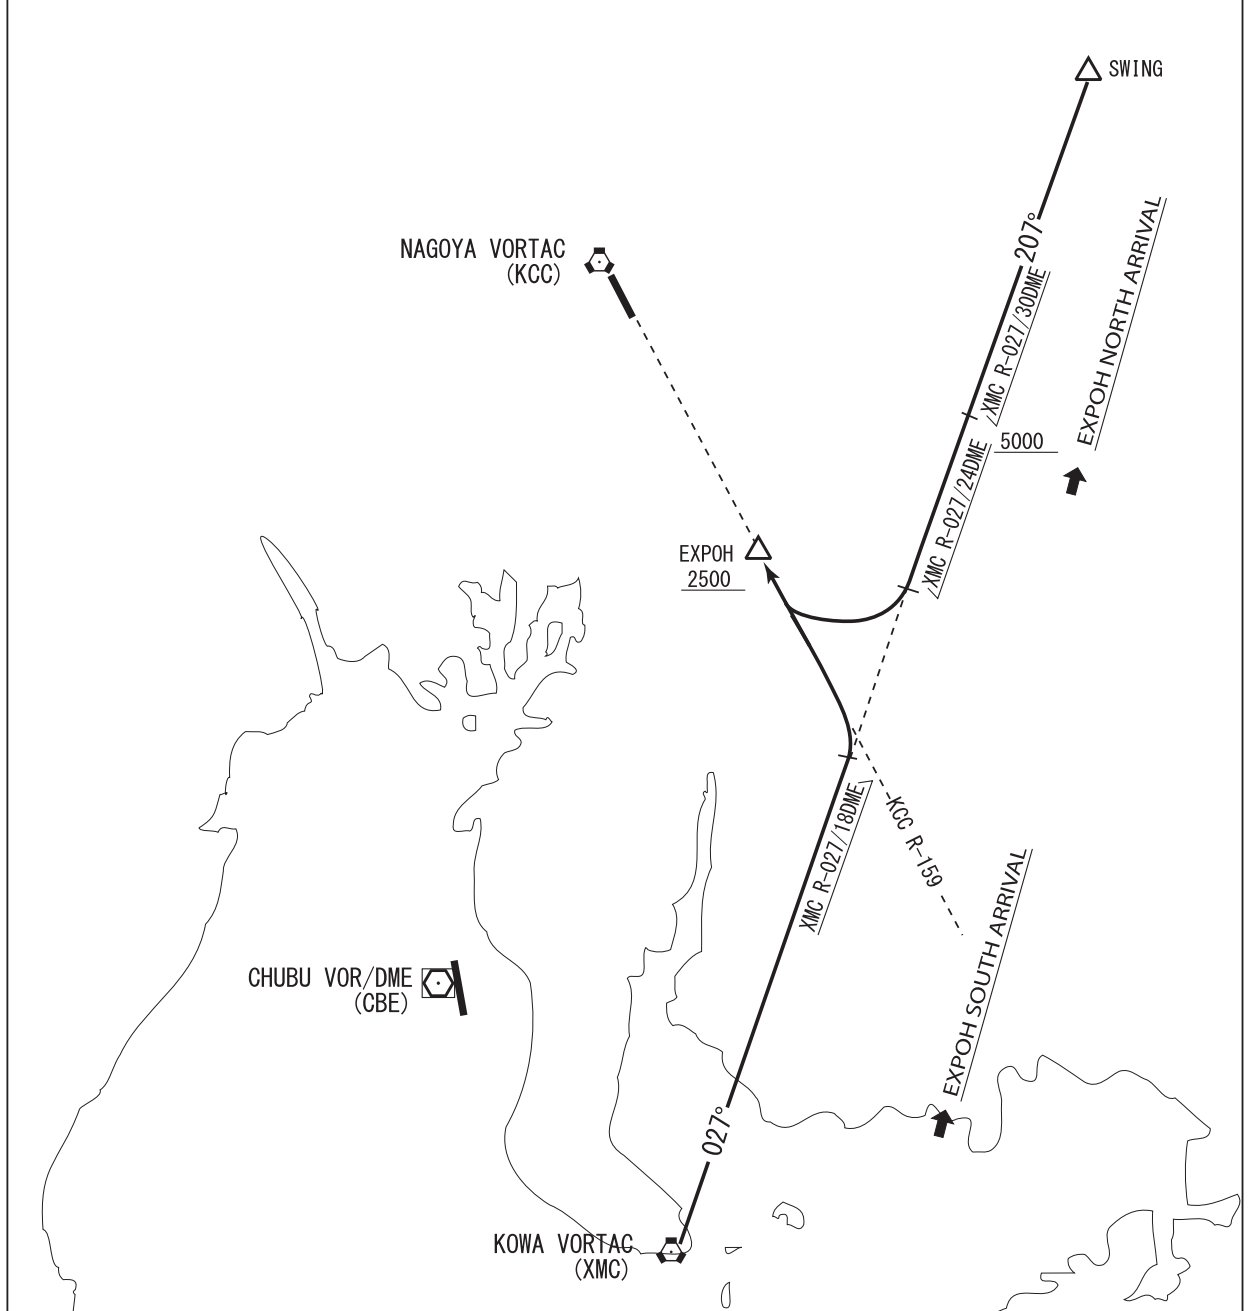 SWING
207°
NAGOYA VORTAC
(KCC)
XMC R-027/30DME
EXPOH NORTH ARRIVAL
5000
XMC R-027/24DME
EXPOH
2500
XMC R-027/18DME
KCC R-159
EXPOH SOUTH ARRIVAL
CHUBU VOR/DME
(CBE)
027°
KOWA VORTAC
(XMC)